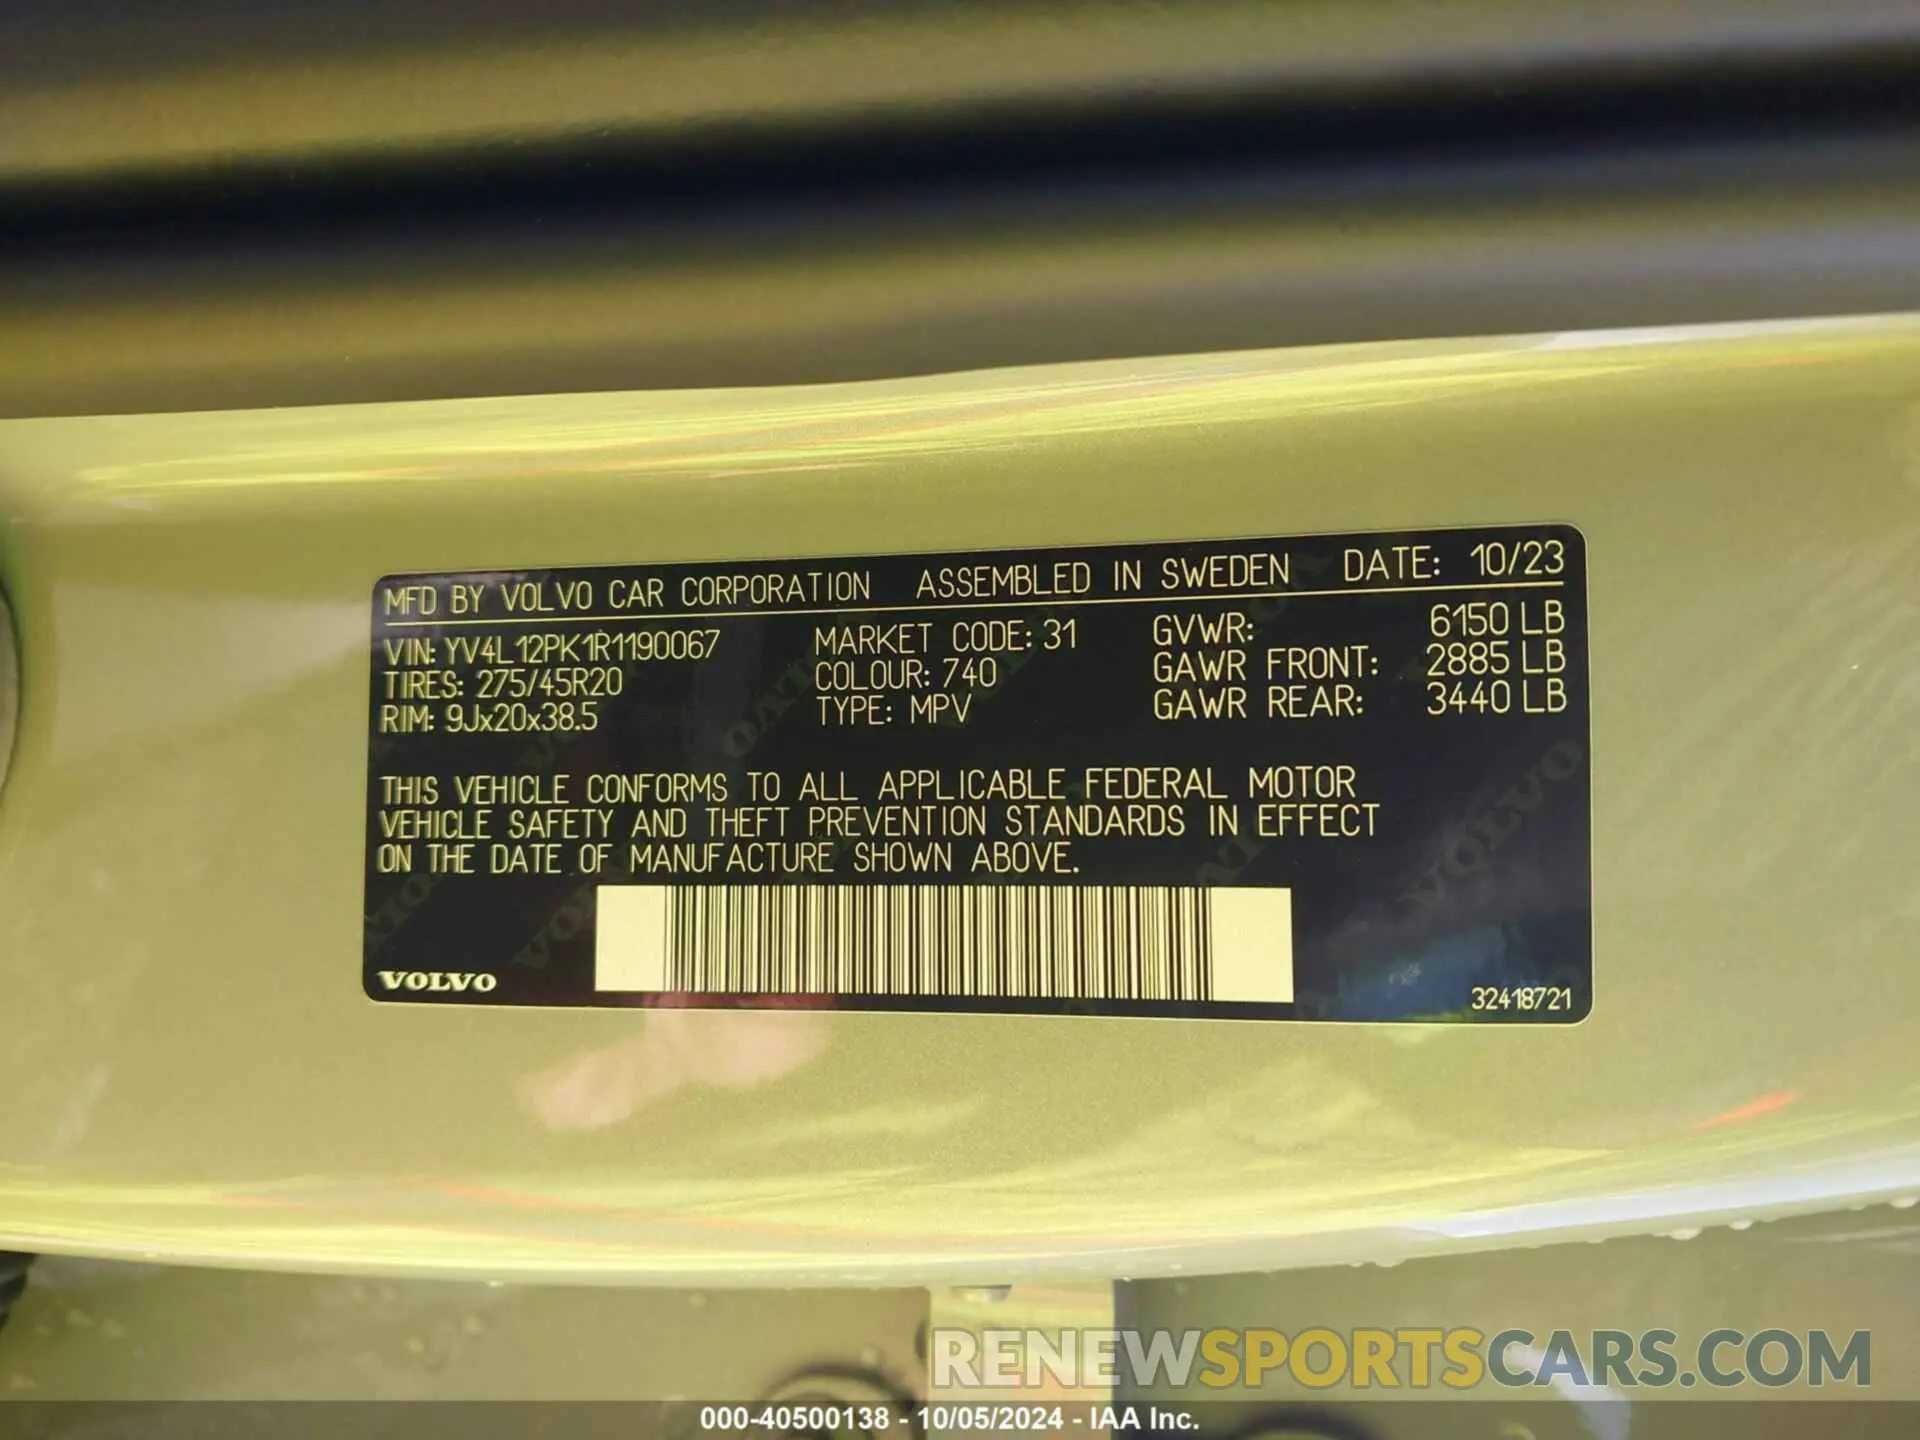 MFD BY VOLVO CAR CORPORATION ASSEMBLED IN SWEDEN DATE: 10/23
VIN: YV4L12PK1R1190067 MARKET CODE: 31 GVWR: 6150 LB
TIRES: 275/45R20 COLOUR: 740 GAWR FRONT: 2885 LB
RIM: 9Jx20x38.5 TYPE: MPV GAWR REAR: 3440 LB
THIS VEHICLE CONFORMS TO ALL APPLICABLE FEDERAL MOTOR
VEHICLE SAFETY AND THEFT PREVENTION STANDARDS IN EFFECT
ON THE DATE OF MANUFACTURE SHOWN ABOVE.
VOLVO
32418721
RENEWSPORTSCARS.COM
000-40500138 - 10/05/2024 - IAA Inc.